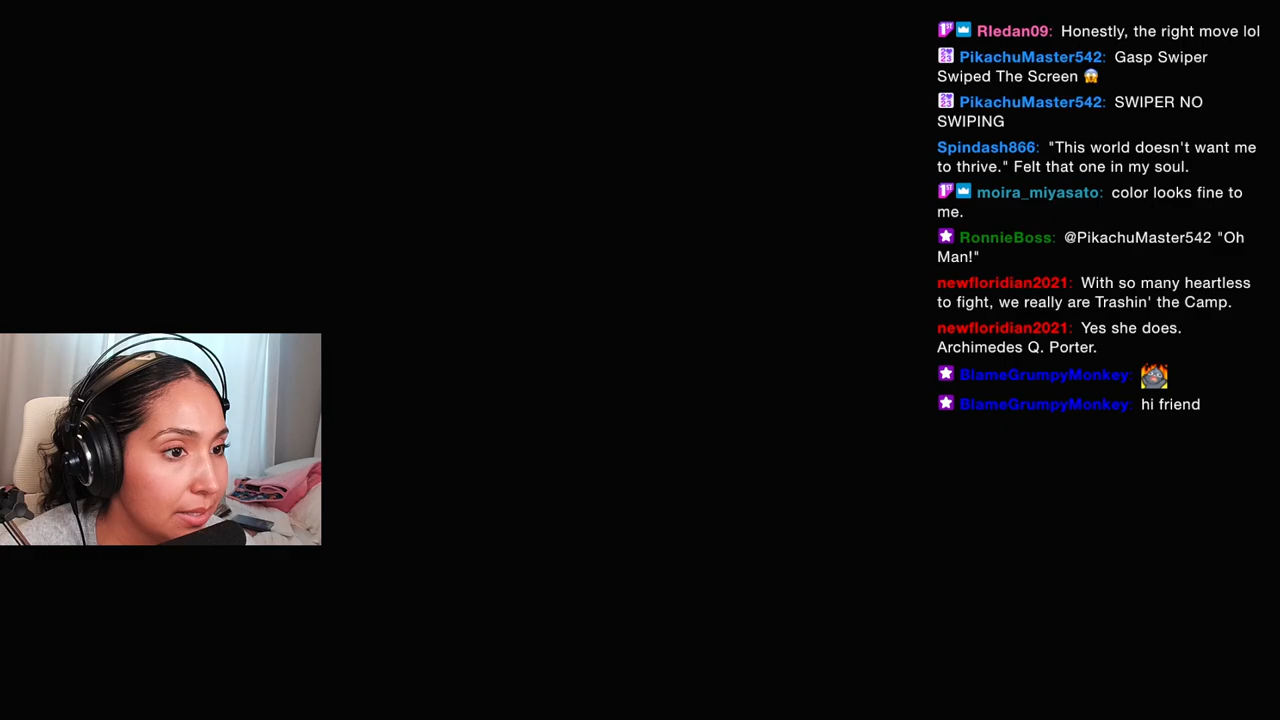 Rledan09: Honestly, the right move lol
PikachuMaster542: Gasp Swiper
Swiped The Screen 😱
PikachuMaster542: SWIPER NO
SWIPING
Spindash866: "This world doesn't want me
to thrive." Felt that one in my soul.
moira_miyasato: color looks fine to
me.
RonnieBoss: @PikachuMaster542 "Oh
Man!"
newfloridian2021: With so many heartless
to fight, we really are Trashin' the Camp.
newfloridian2021: Yes she does.
Archimedes Q. Porter.
BlameGrumpyMonkey:
BlameGrumpyMonkey: hi friend